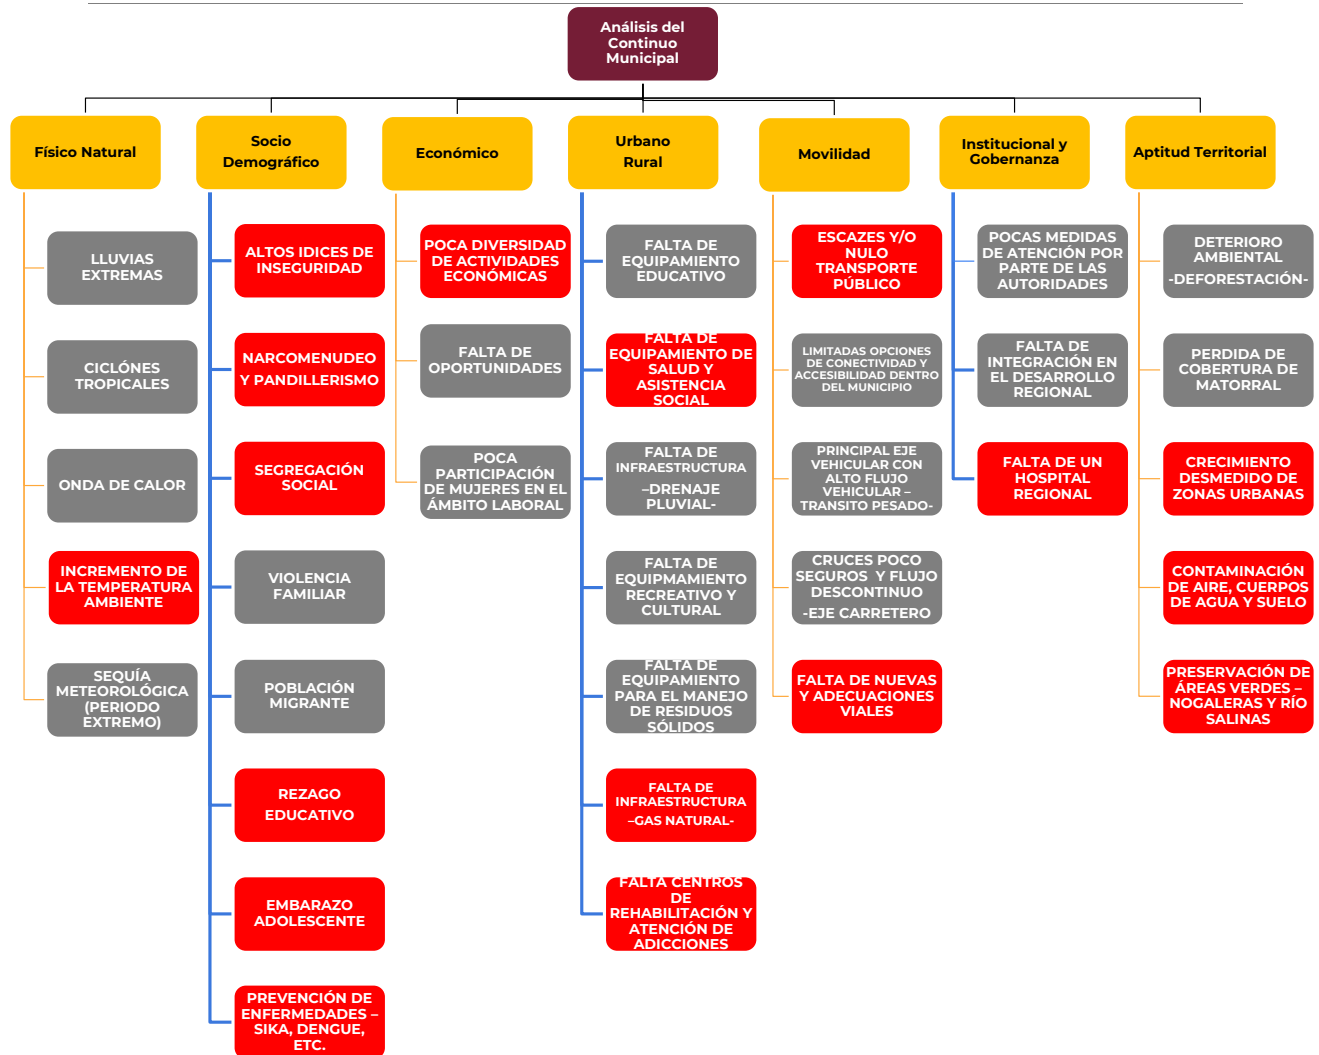 Análisis del
Continuo
Municipal
Físico Natural
LLUVIAS
EXTREMAS
CICLÓNES
TROPICALES
ONDA DE CALOR
INCREMENTO DE
LA TEMPERATURA
AMBIENTE
SEQUÍA
METEOROLÓGICA
(PERIODO
EXTREMO)
Socio
Demográfico
ALTOS IDICES DE
INSEGURIDAD
NARCOMENUDEO
Y PANDILLERISMO
SEGREGACIÓN
SOCIAL
VIOLENCIA
FAMILIAR
POBLACIÓN
MIGRANTE
REZAGO
EDUCATIVO
EMBARAZO
ADOLESCENTE
PREVENCIÓN DE
ENFERMEDADES –
SIKA, DENGUE,
ETC.
Económico
POCA DIVERSIDAD
DE ACTIVIDADES
ECONÓMICAS
FALTA DE
OPORTUNIDADES
POCA
PARTICIPACIÓN
DE MUJERES EN EL
ÁMBITO LABORAL
Urbano
Rural
FALTA DE
EQUIPAMIENTO
EDUCATIVO
FALTA DE
EQUIPAMIENTO DE
SALUD Y
ASISTENCIA
SOCIAL
FALTA DE
INFRAESTRUCTURA
–DRENAJE
PLUVIAL-
FALTA DE
EQUIPMAMIENTO
RECREATIVO Y
CULTURAL
FALTA DE
EQUIPAMIENTO
PARA EL MANEJO
DE RESIDUOS
SÓLIDOS
FALTA DE
INFRAESTRUCTURA
–GAS NATURAL-
FALTA CENTROS
DE
REHABILITACIÓN Y
ATENCIÓN DE
ADICCIONES
Movilidad
ESCAZES Y/O
NULO
TRANSPORTE
PÚBLICO
LIMITADAS OPCIONES
DE CONECTIVIDAD Y
ACCESIBILIDAD DENTRO
DEL MUNICIPIO
PRINCIPAL EJE
VEHICULAR CON
ALTO FLUJO
VEHICULAR –
TRANSITO PESADO-
CRUCES POCO
SEGUROS Y FLUJO
DESCONTINUO
-EJE CARRETERO
FALTA DE NUEVAS
Y ADECUACIONES
VIALES
Institucional y
Gobernanza
POCAS MEDIDAS
DE ATENCIÓN POR
PARTE DE LAS
AUTORIDADES
FALTA DE
INTEGRACIÓN EN
EL DESARROLLO
REGIONAL
FALTA DE UN
HOSPITAL
REGIONAL
Aptitud Territorial
DETERIORO
AMBIENTAL
-DEFORESTACIÓN-
PERDIDA DE
COBERTURA DE
MATORRAL
CRECIMIENTO
DESMEDIDO DE
ZONAS URBANAS
CONTAMINACIÓN
DE AIRE, CUERPOS
DE AGUA Y SUELO
PRESERVACIÓN DE
ÁREAS VERDES –
NOGALERAS Y RÍO
SALINAS